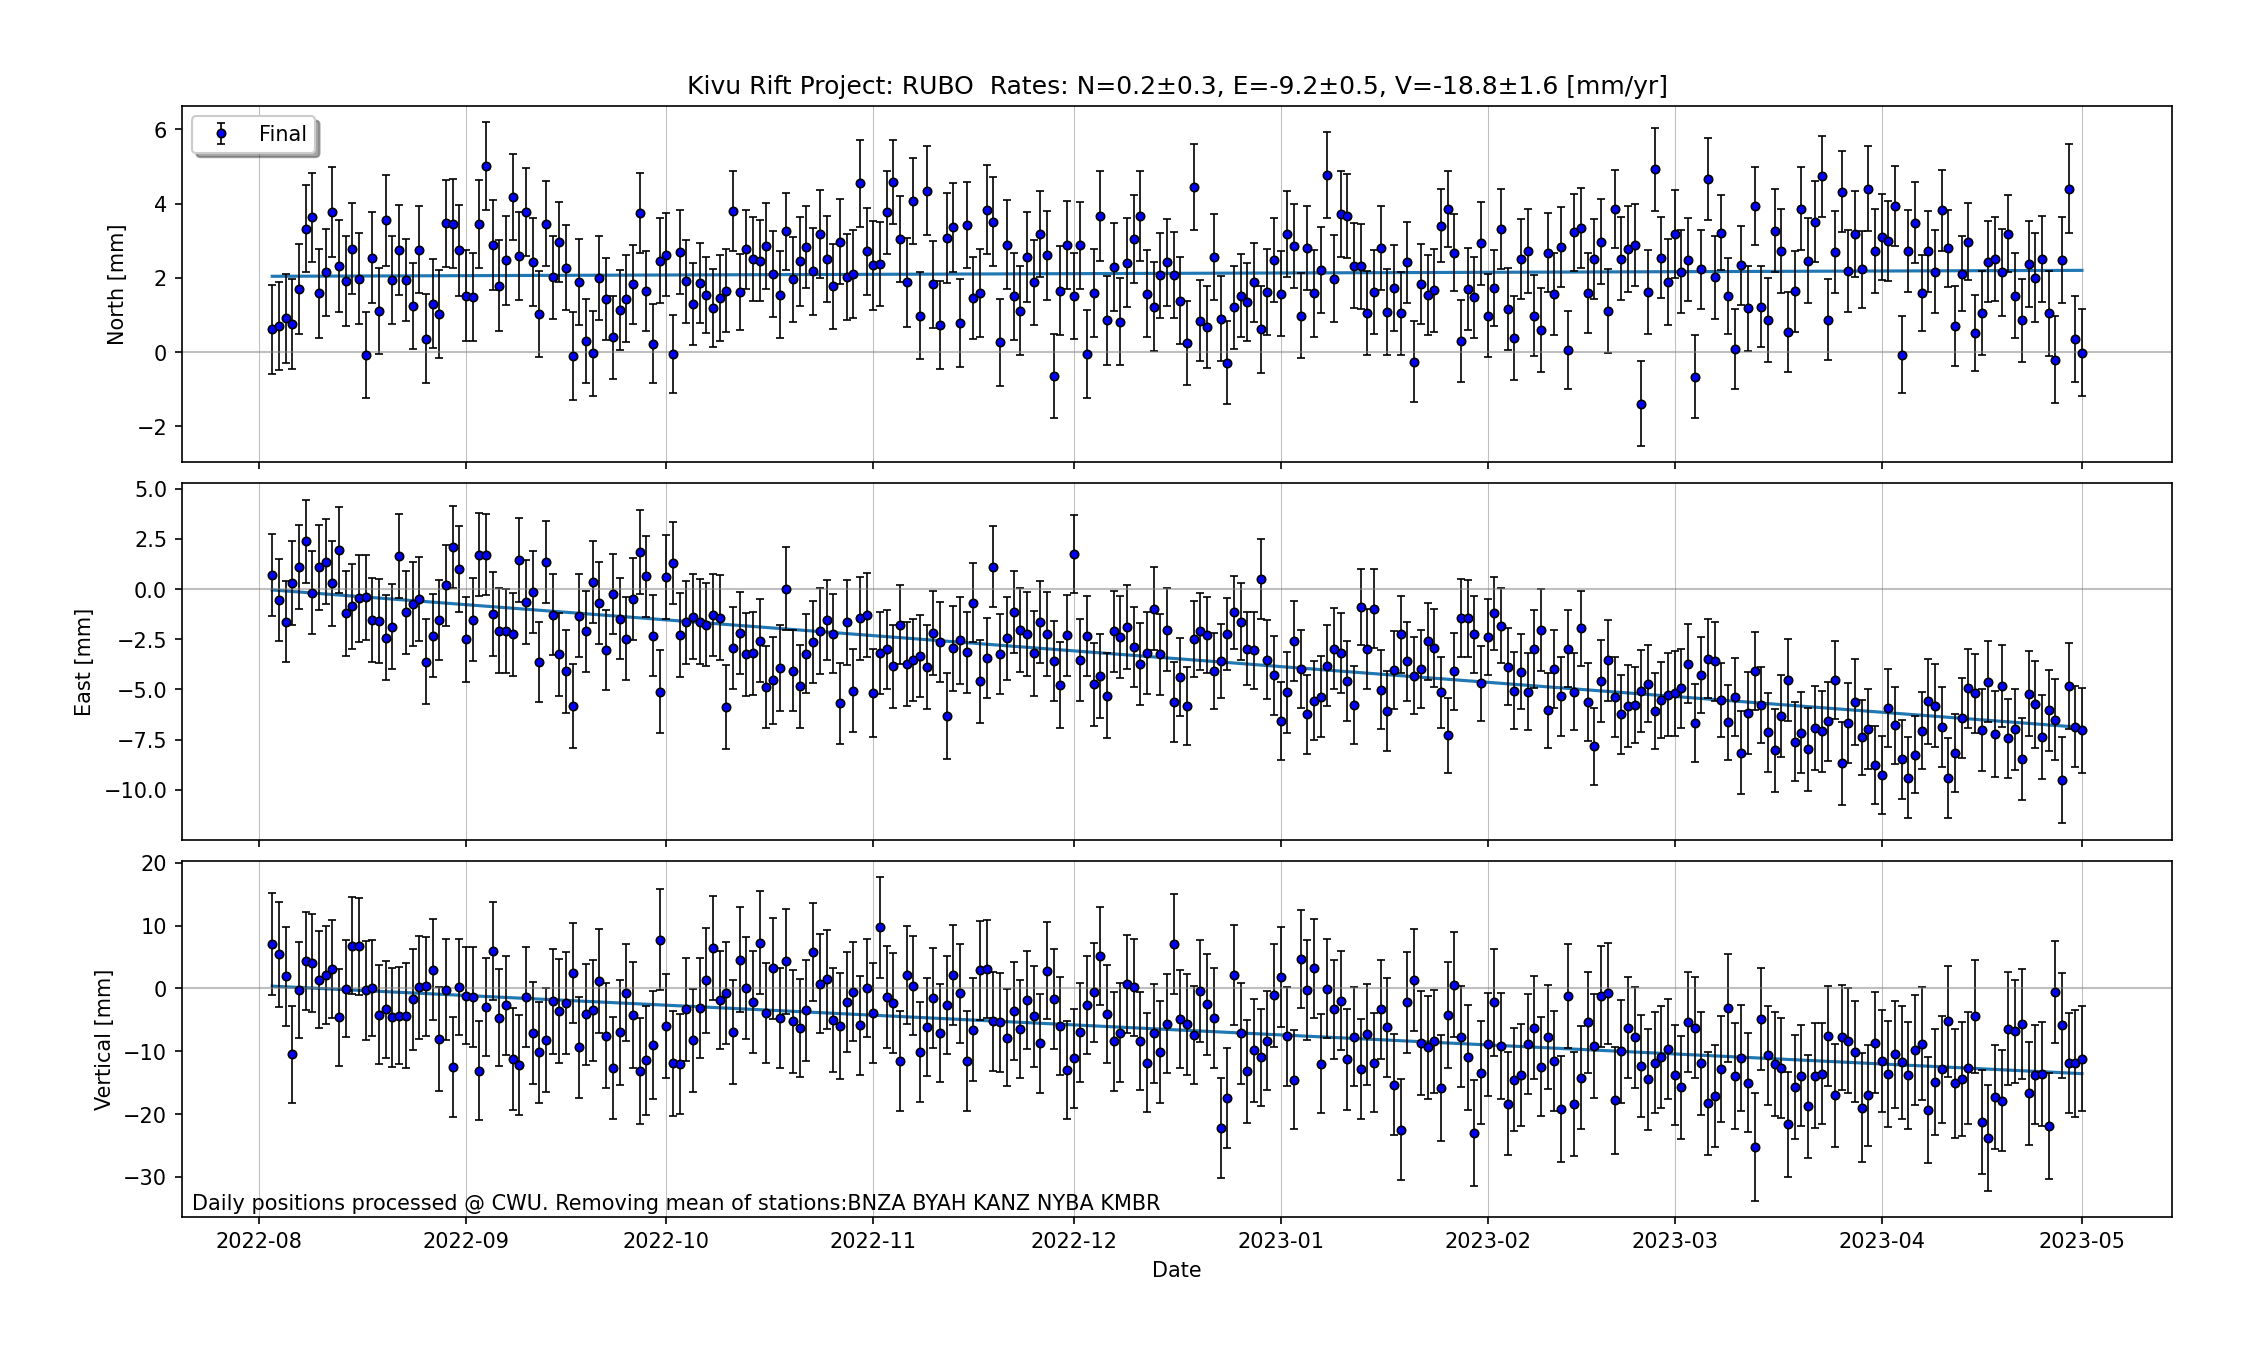 Kivu Rift Project: RUBO  Rates: N=0.2±0.3, E=-9.2±0.5, V=-18.8±1.6 [mm/yr]
Final
North [mm]
6
4
2
0
−2
East [mm]
5.0
2.5
0.0
−2.5
−5.0
−7.5
−10.0
Vertical [mm]
20
10
0
−10
−20
−30
Daily positions processed @ CWU. Removing mean of stations:BNZA BYAH KANZ NYBA KMBR
2022-08 2022-09 2022-10 2022-11 2022-12 2023-01 2023-02 2023-03 2023-04 2023-05
Date